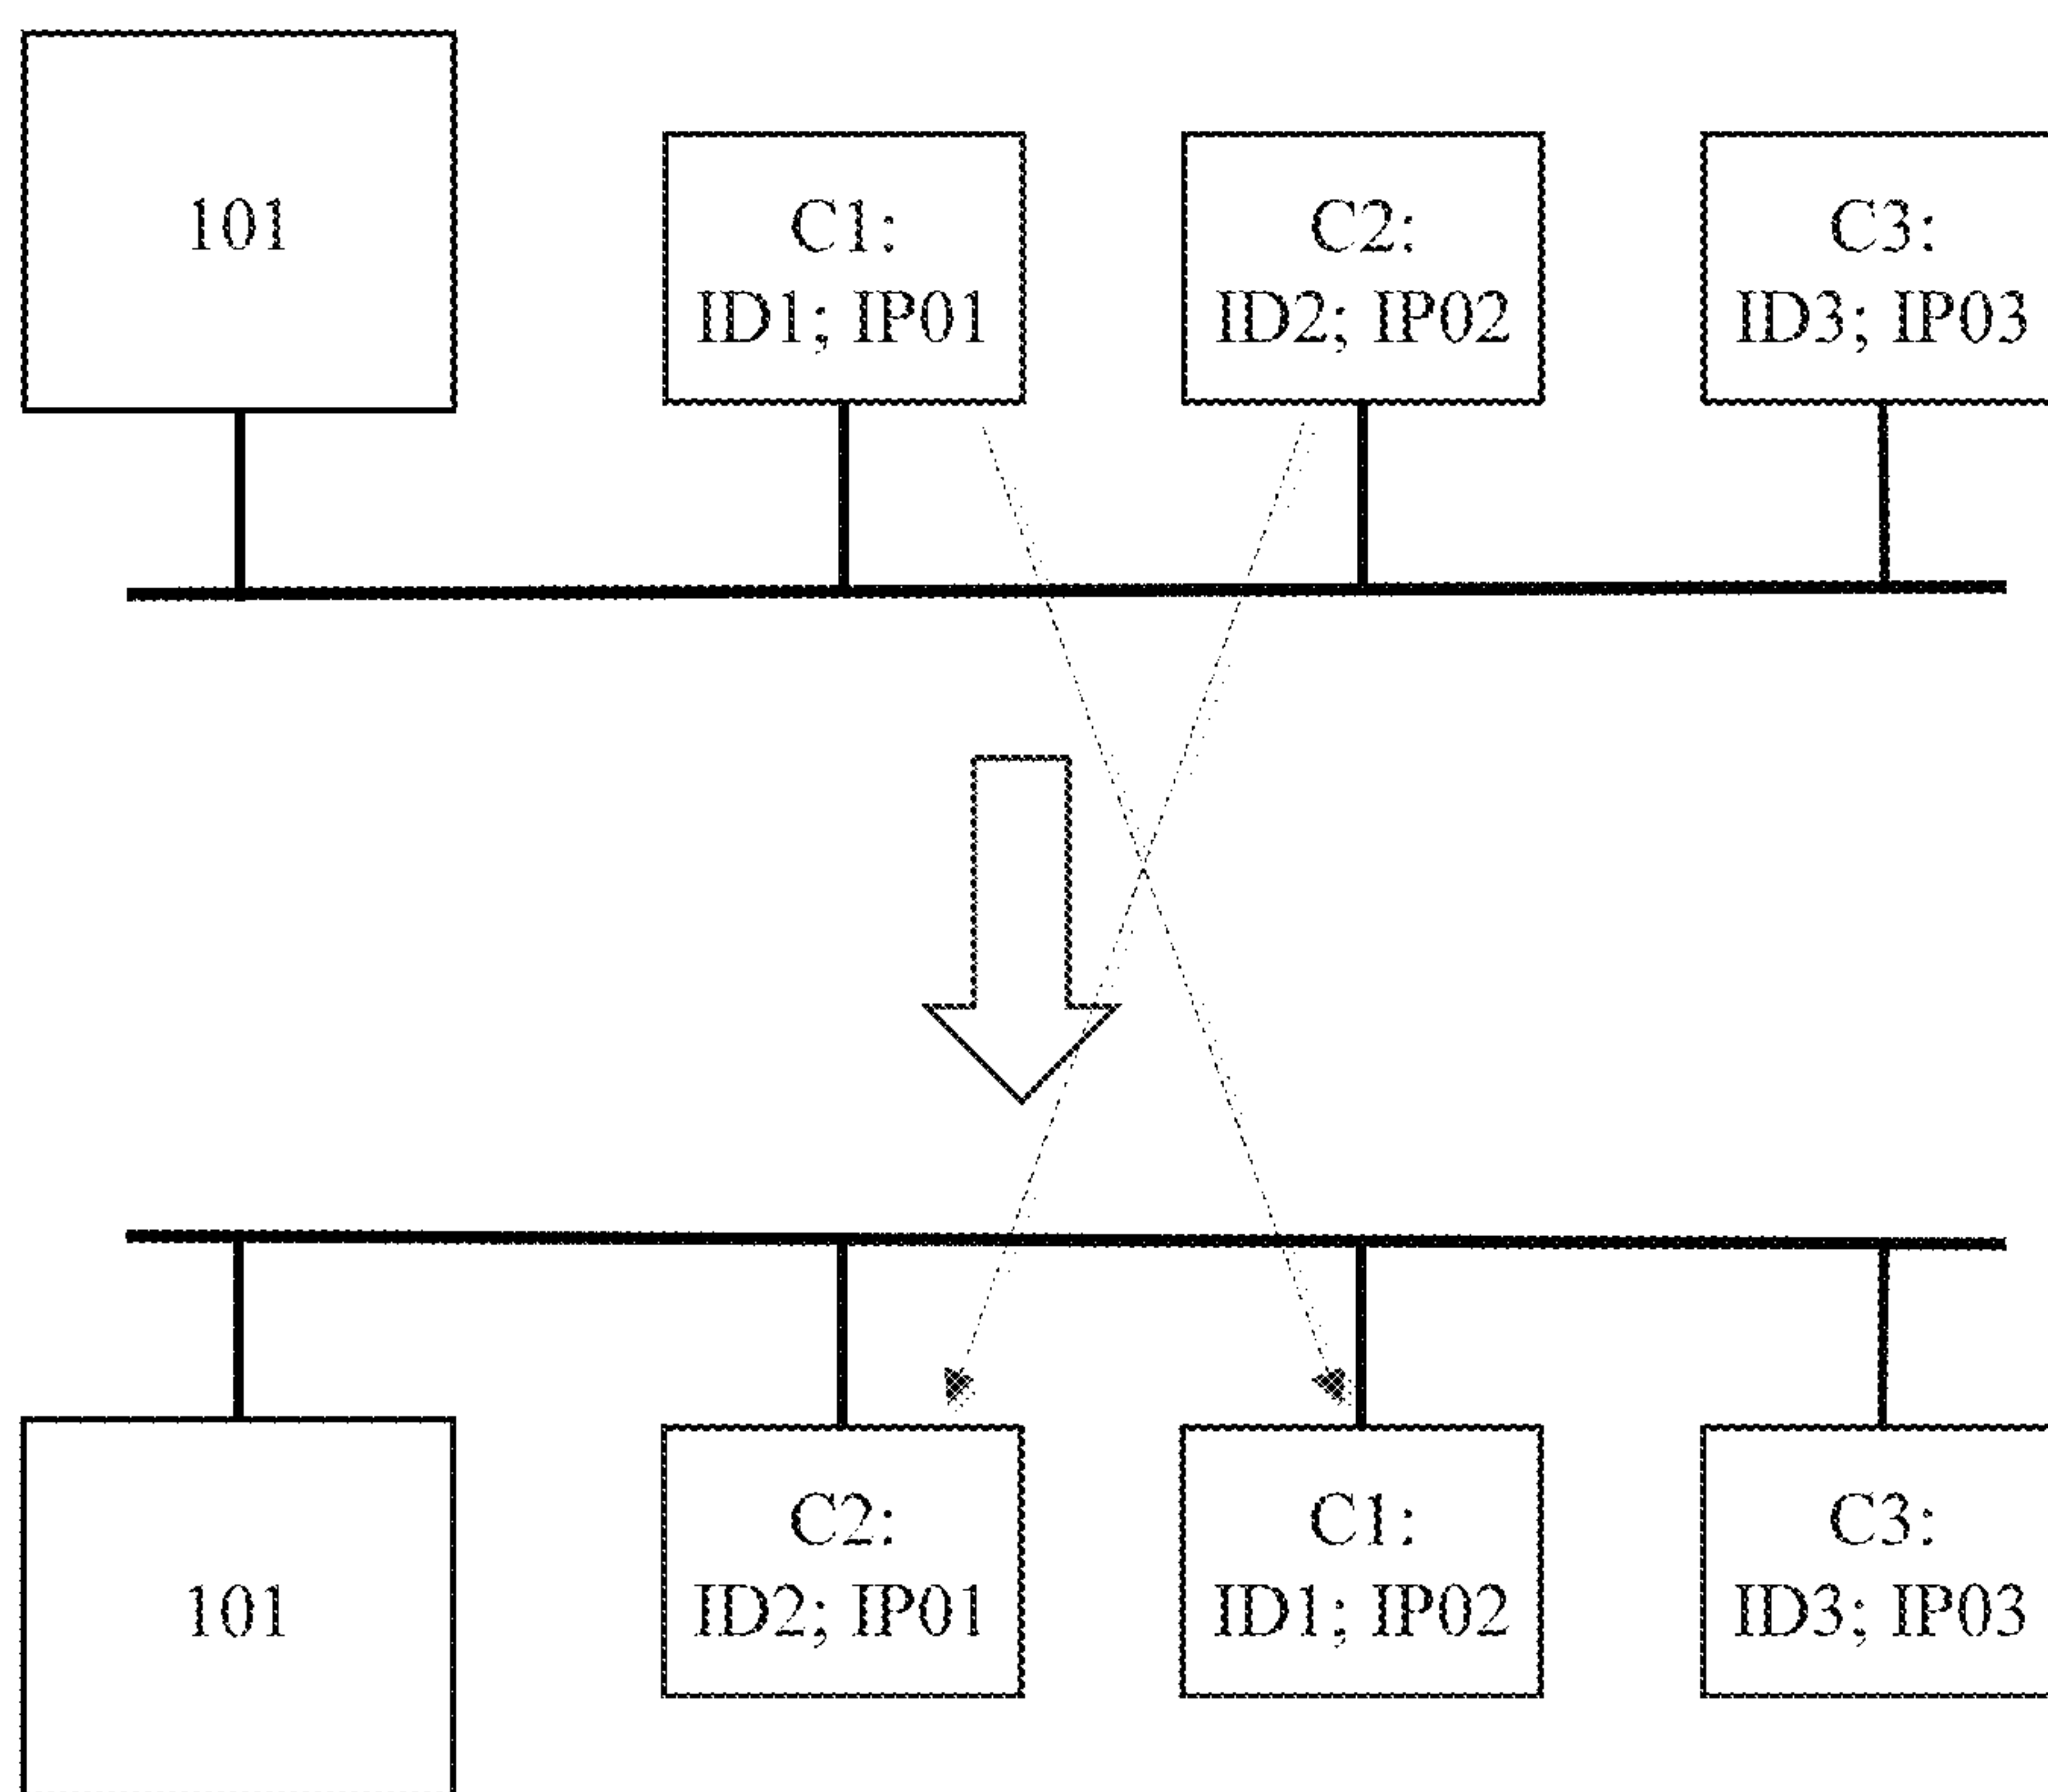 101
C1:
ID1; IP01
C2:
ID2; IP02
C3:
ID3; IP03
101
C2:
ID2; IP01
C1:
ID1; IP02
C3:
ID3; IP03